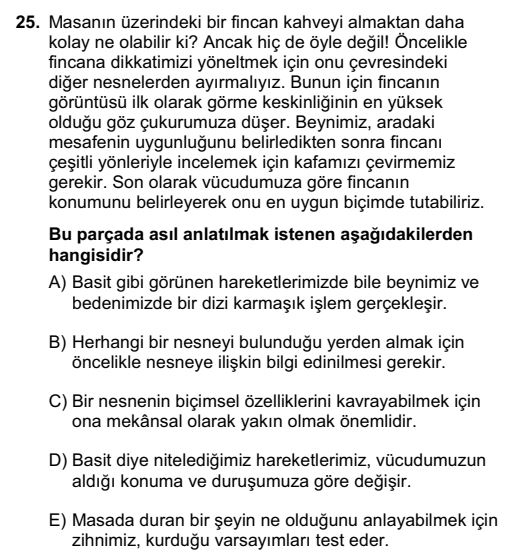 25. Masanın üzerindeki bir fincan kahveyi almaktan daha
kolay ne olabilir ki? Ancak hiç de öyle değil! Öncelikle
fincana dikkatimizi yöneltmek için onu çevresindeki
diğer nesnelerden ayırmalıyız. Bunun için fincanın
görüntüsü ilk olarak görme keskinliğinin en yüksek
olduğu göz çukurumuza düşer. Beynimiz, aradaki
mesafenin uygunluğunu belirledikten sonra fincanı
çeşitli yönleriyle incelemek için kafamızı çevirmemiz
gerekir. Son olarak vücudumuza göre fincanın
konumunu belirleyerek onu en uygun biçimde tutabiliriz.
Bu parçada asıl anlatılmak istenen aşağıdakilerden
hangisidir?
A) Basit gibi görünen hareketlerimizde bile beynimiz ve
bedenimizde bir dizi karmaşık işlem gerçekleşir.
B) Herhangi bir nesneyi bulunduğu yerden almak için
öncelikle nesneye ilişkin bilgi edinilmesi gerekir.
C) Bir nesnenin biçimsel özelliklerini kavrayabilmek için
ona mekânsal olarak yakın olmak önemlidir.
D) Basit diye nitelediğimiz hareketlerimiz, vücudumuzun
aldığı konuma ve duruşumuza göre değişir.
E) Masada duran bir şeyin ne olduğunu anlayabilmek için
zihnimiz, kurduğu varsayımları test eder.